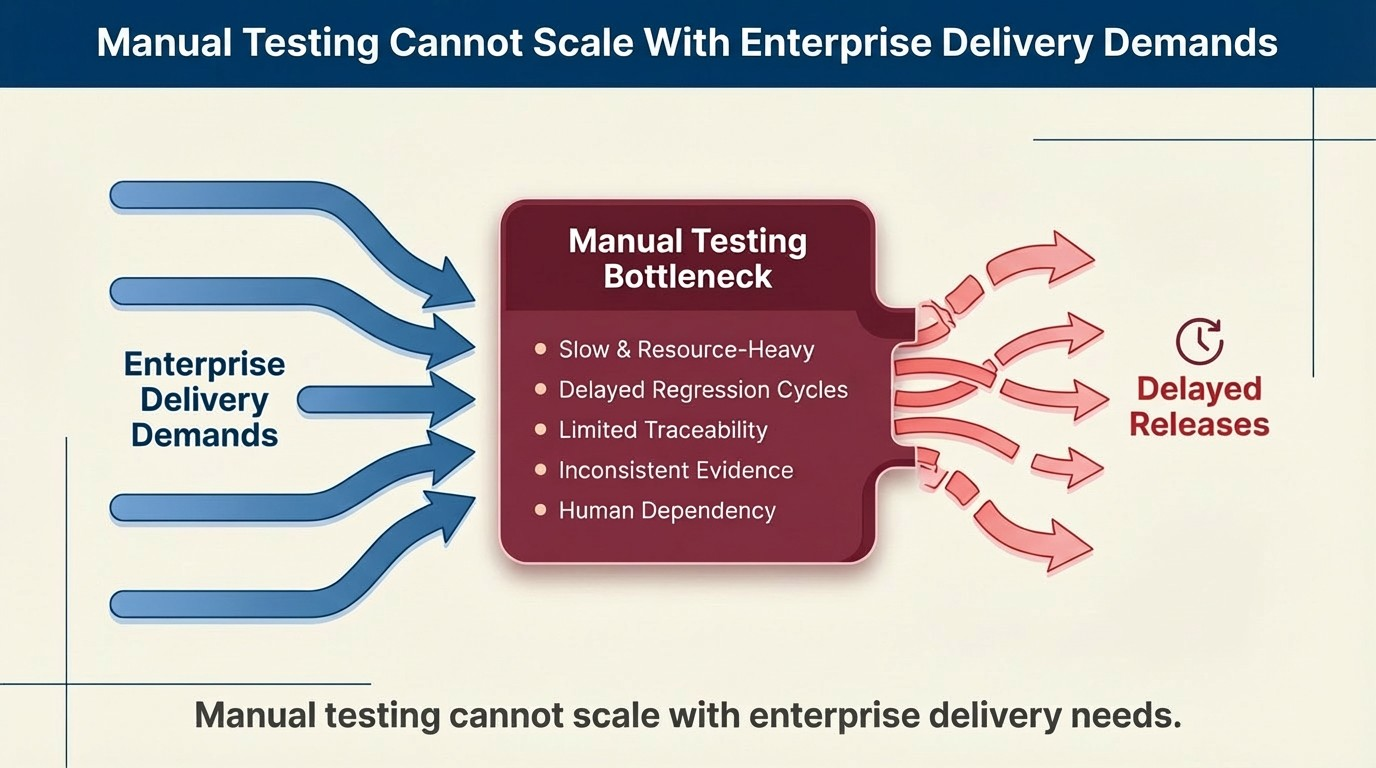 Manual Testing Cannot Scale With Enterprise Delivery Demands
Enterprise
Delivery
Demands
Manual Testing
Bottleneck
Slow & Resource-Heavy
Delayed Regression Cycles
Limited Traceability
Inconsistent Evidence
Human Dependency
Delayed
Releases
Manual testing cannot scale with enterprise delivery needs.